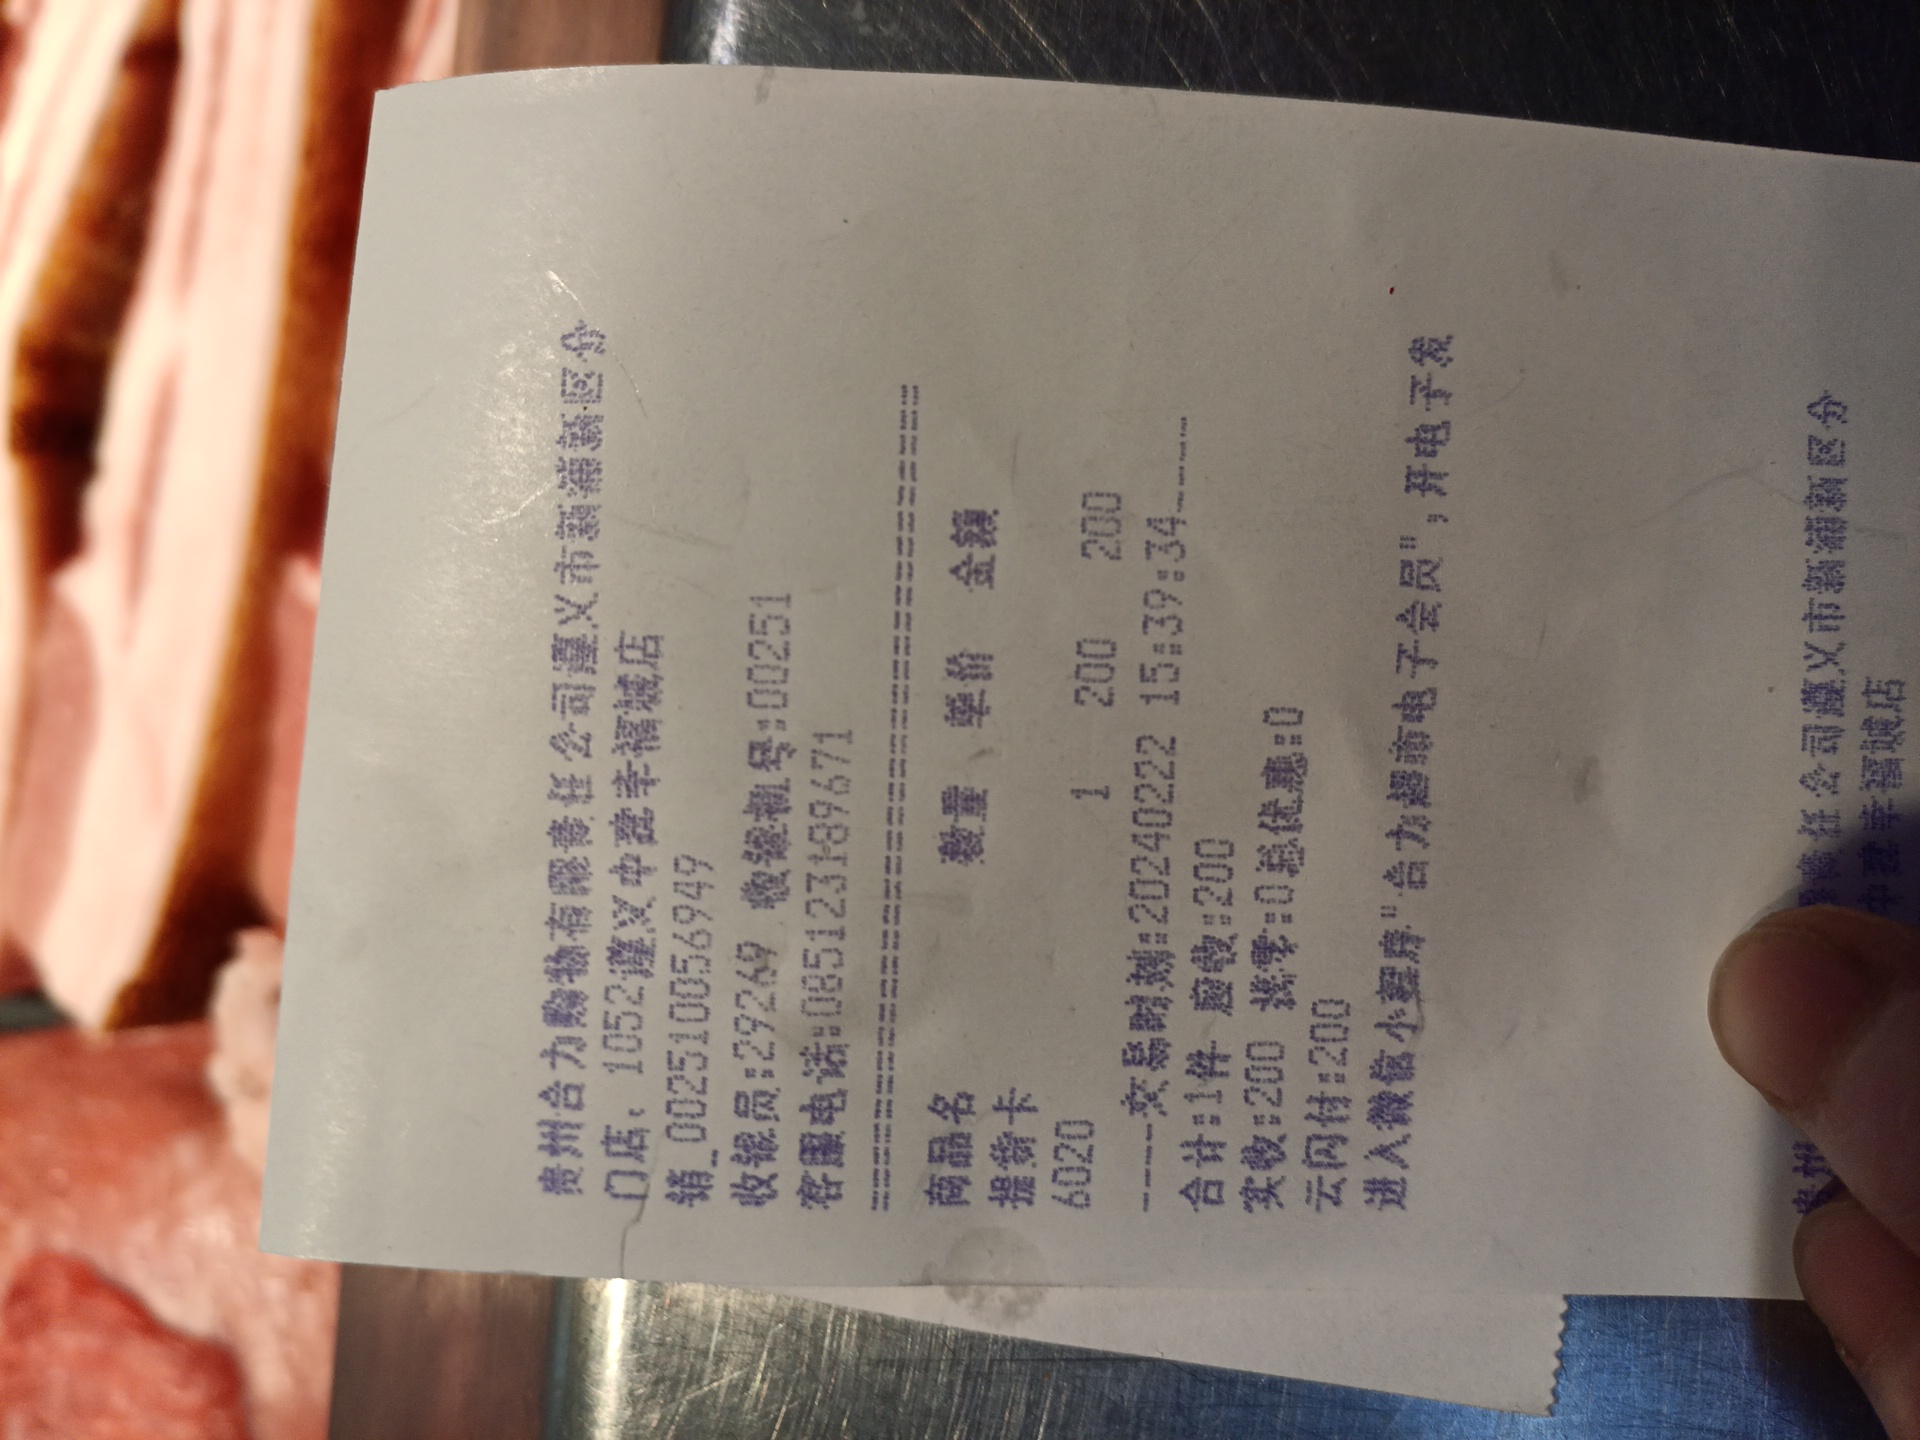 贵州合力购物有限责任公司遵义市新蒲新区分
门店：1052遵义中建幸福城店
销_0025100056949
收银员:29269 收银机号:00251
客服电话:085123189671
================================
商品名 数量 单价 金额
提货卡
6020 1 200 200
----交易时刻:20240222 15:39:34----
合计:1件 应收:200
实收:200 找零:0总优惠:0
云闪付:200
进入微信小程序"合力超市电子会员",开电子发
贵州 限责任公司遵义市新蒲新区分
中建幸福城店